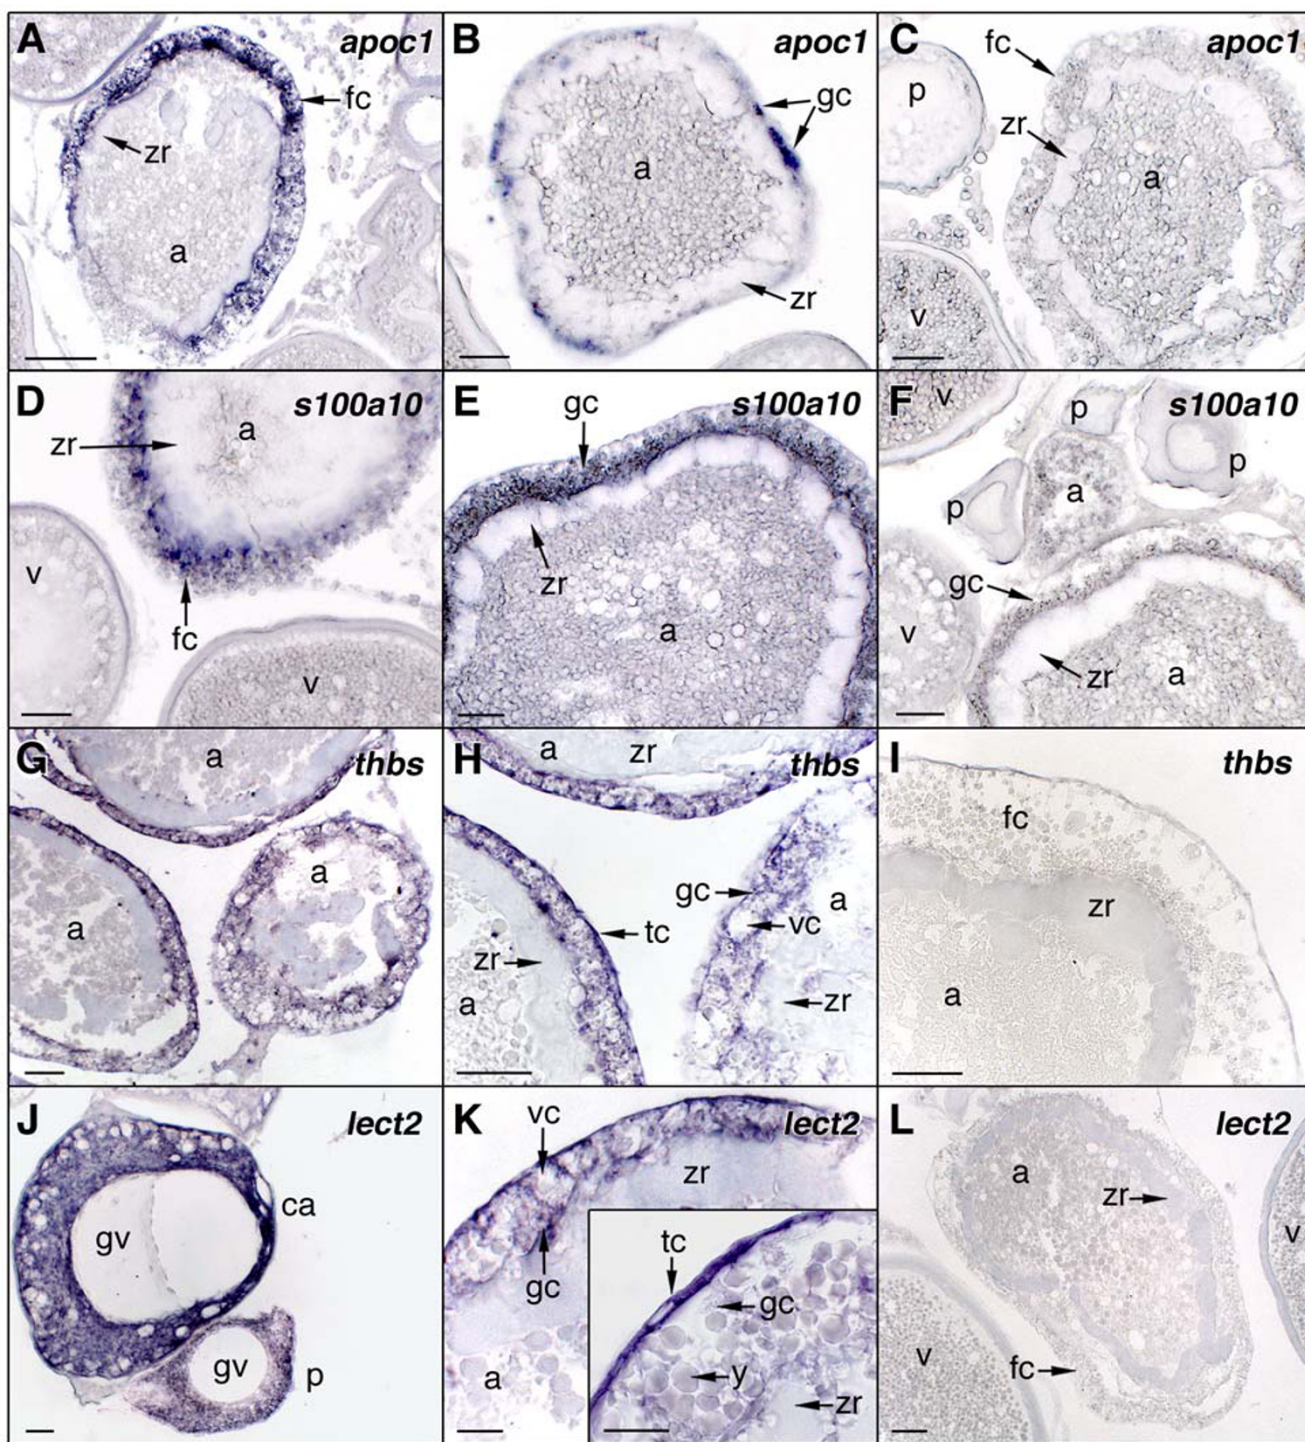 A apoc1
fc
zr
a
B apoc1
gc
a
zr
C apoc1
fc
p
zr
a
v
D s100a10
zr
a
v
fc
v
E s100a10
gc
zr
a
F s100a10
v
p
p
a
p
gc
v
zr
a
G thbs
a
a
a
H thbs
a
zr
gc
a
tc
vc
zr
a
zr
I thbs
fc
zr
a
J lect2
ca
gv
gv
p
K lect2
vc
zr
gc
a
tc
gc
y
zr
L lect2
a
zr
v
v
fc